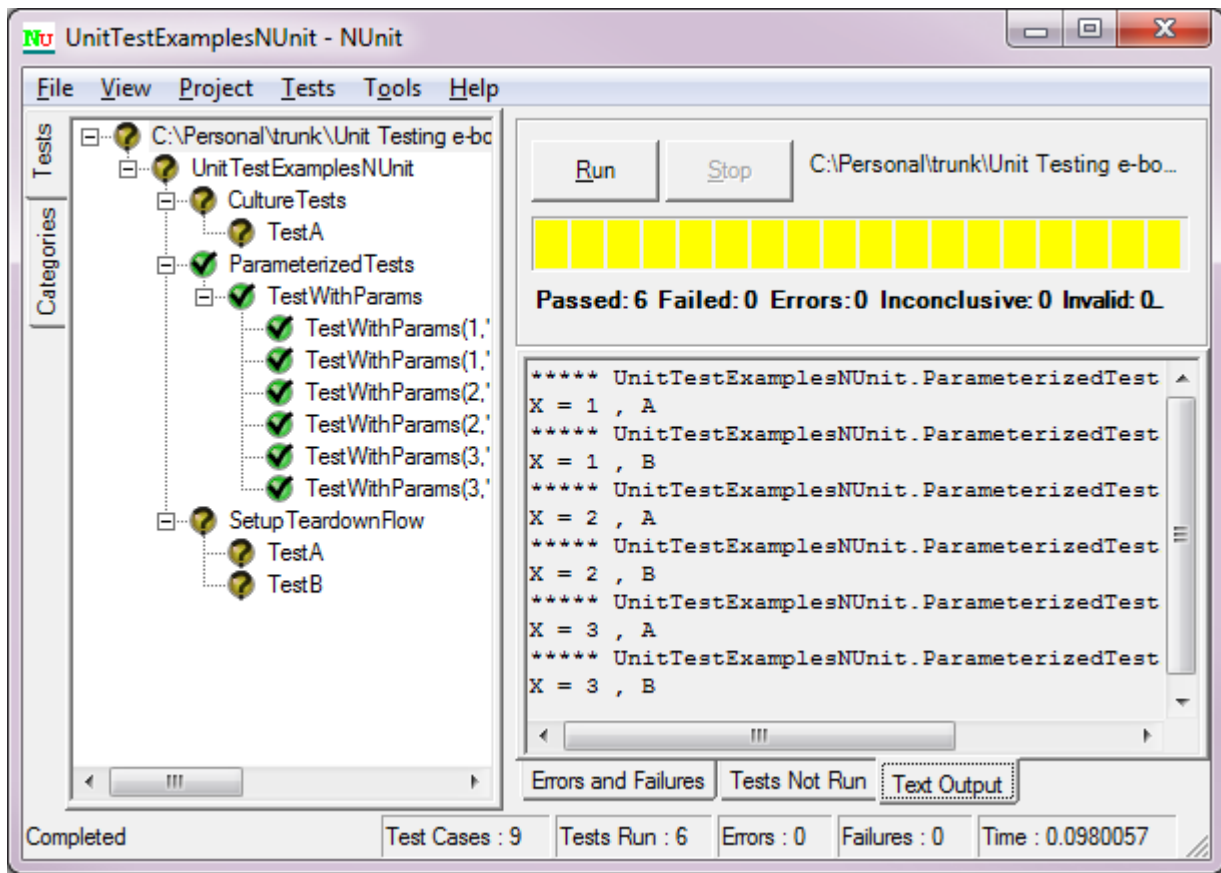 NU UnitTestExamplesNUnit - NUnit
File View Project Tests Tools Help
Tests
Categories
C:\Personal\trunk\Unit Testing e-bo
UnitTestExamplesNUnit
CultureTests
TestA
ParameterizedTests
TestWithParams
TestWithParams(1,'
TestWithParams(1,'
TestWithParams(2,'
TestWithParams(2,'
TestWithParams(3,'
TestWithParams(3,'
SetupTeardownFlow
TestA
TestB
Run Stop C:\Personal\trunk\Unit Testing e-bo...
Passed: 6 Failed: 0 Errors: 0 Inconclusive: 0 Invalid: 0...
***** UnitTestExamplesNUnit.ParameterizedTest
X = 1 , A
***** UnitTestExamplesNUnit.ParameterizedTest
X = 1 , B
***** UnitTestExamplesNUnit.ParameterizedTest
X = 2 , A
***** UnitTestExamplesNUnit.ParameterizedTest
X = 2 , B
***** UnitTestExamplesNUnit.ParameterizedTest
X = 3 , A
***** UnitTestExamplesNUnit.ParameterizedTest
X = 3 , B
Errors and Failures Tests Not Run Text Output
Completed Test Cases : 9 Tests Run : 6 Errors : 0 Failures : 0 Time : 0.0980057